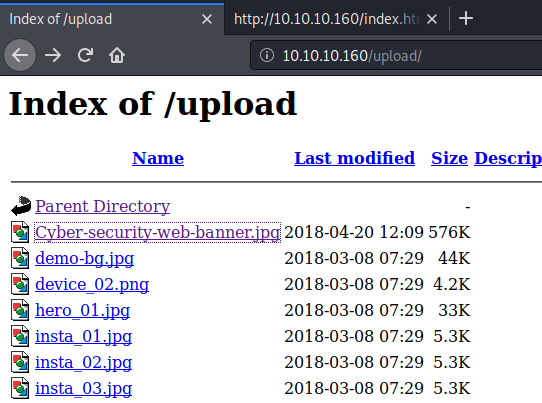 Index of /upload
http://10.10.10.160/index.ht
10.10.10.160/upload/
Index of /upload
Name Last modified Size Descrip
Parent Directory -
Cyber-security-web-banner.jpg 2018-04-20 12:09 576K
demo-bg.jpg 2018-03-08 07:29 44K
device_02.png 2018-03-08 07:29 4.2K
hero_01.jpg 2018-03-08 07:29 33K
insta_01.jpg 2018-03-08 07:29 5.3K
insta_02.jpg 2018-03-08 07:29 5.3K
insta_03.jpg 2018-03-08 07:29 5.3K